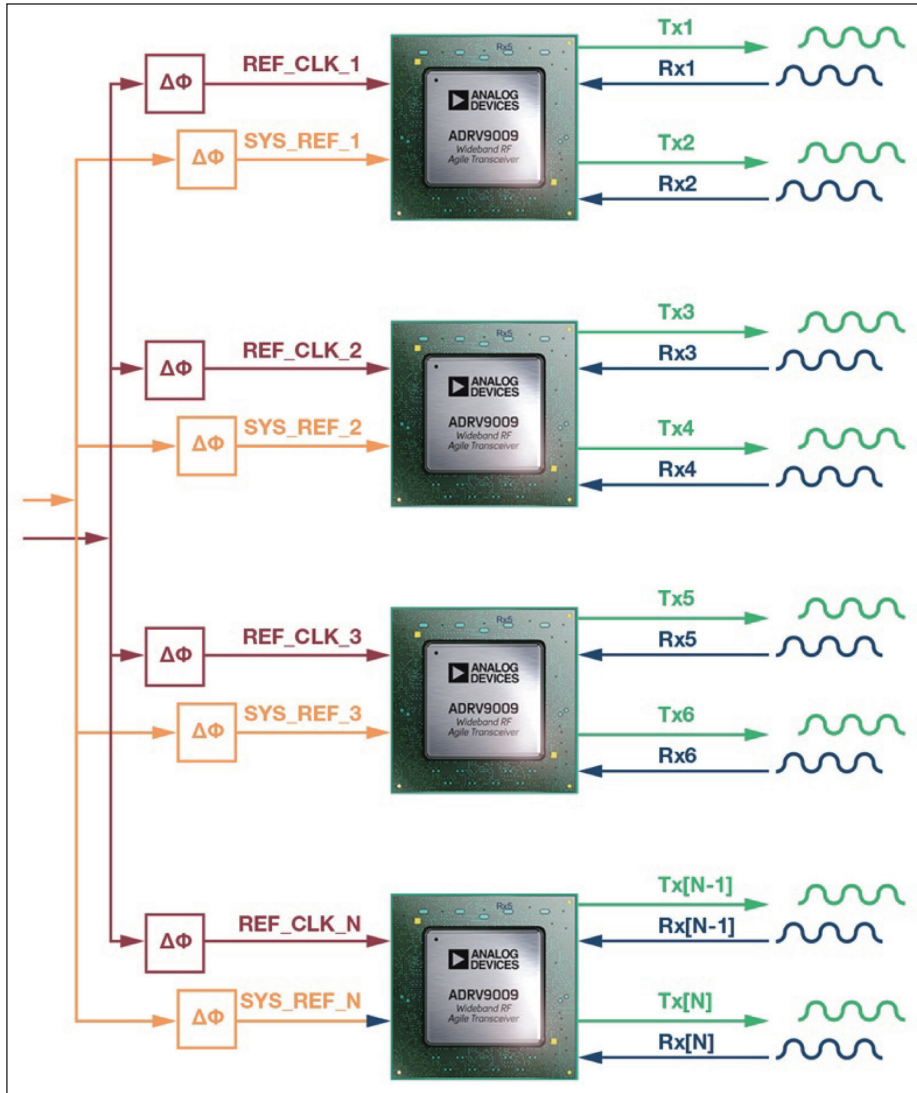 Tx1
REF_CLK_1
Rx5
Rx1
ΔΦ
ANALOG
DEVICES
ADRV9009
Wideband RF
Agile Transceiver
SYS_REF_1
Tx2
ΔΦ
Rx2
Tx3
REF_CLK_2
Rx5
Rx3
ΔΦ
ANALOG
DEVICES
ADRV9009
Wideband RF
Agile Transceiver
SYS_REF_2
Tx4
ΔΦ
Rx4
Tx5
REF_CLK_3
Rx5
Rx5
ΔΦ
ANALOG
DEVICES
ADRV9009
Wideband RF
Agile Transceiver
SYS_REF_3
Tx6
ΔΦ
Rx6
Tx[N-1]
REF_CLK_N
Rx5
Rx[N-1]
ΔΦ
ANALOG
DEVICES
ADRV9009
Wideband RF
Agile Transceiver
SYS_REF_N
Tx[N]
ΔΦ
Rx[N]